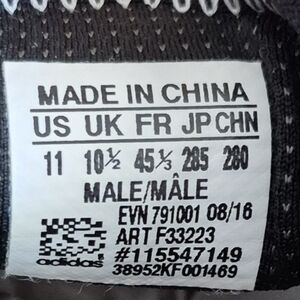 MADE IN CHINA
US UK FR JP CHN
11 10½ 45⅓ 285 280
MALE/MÂLE
EVN 791001 08/16
ART F33223
#115547149
adidas 38952KF001469